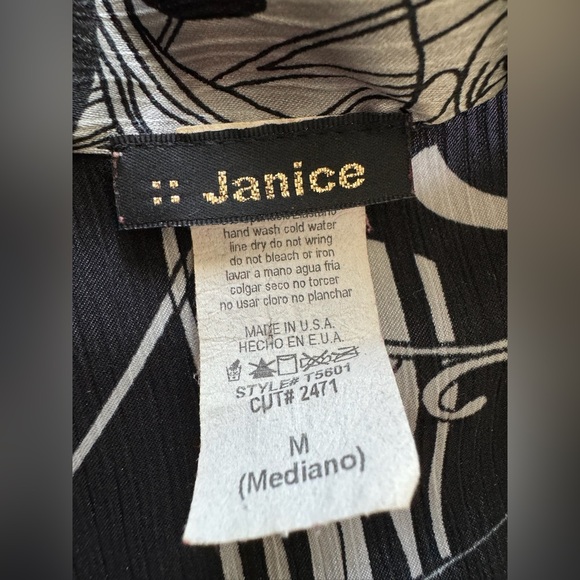 :: Janice
hand wash cold water
line dry do not wring
do not bleach or iron
lavar a mano agua fria
colgar seco no torcer
no usar cloro no planchar
MADE IN U.S.A.
HECHO EN E.U.A.
STYLE# T5601
CUT# 2471
M
(Mediano)